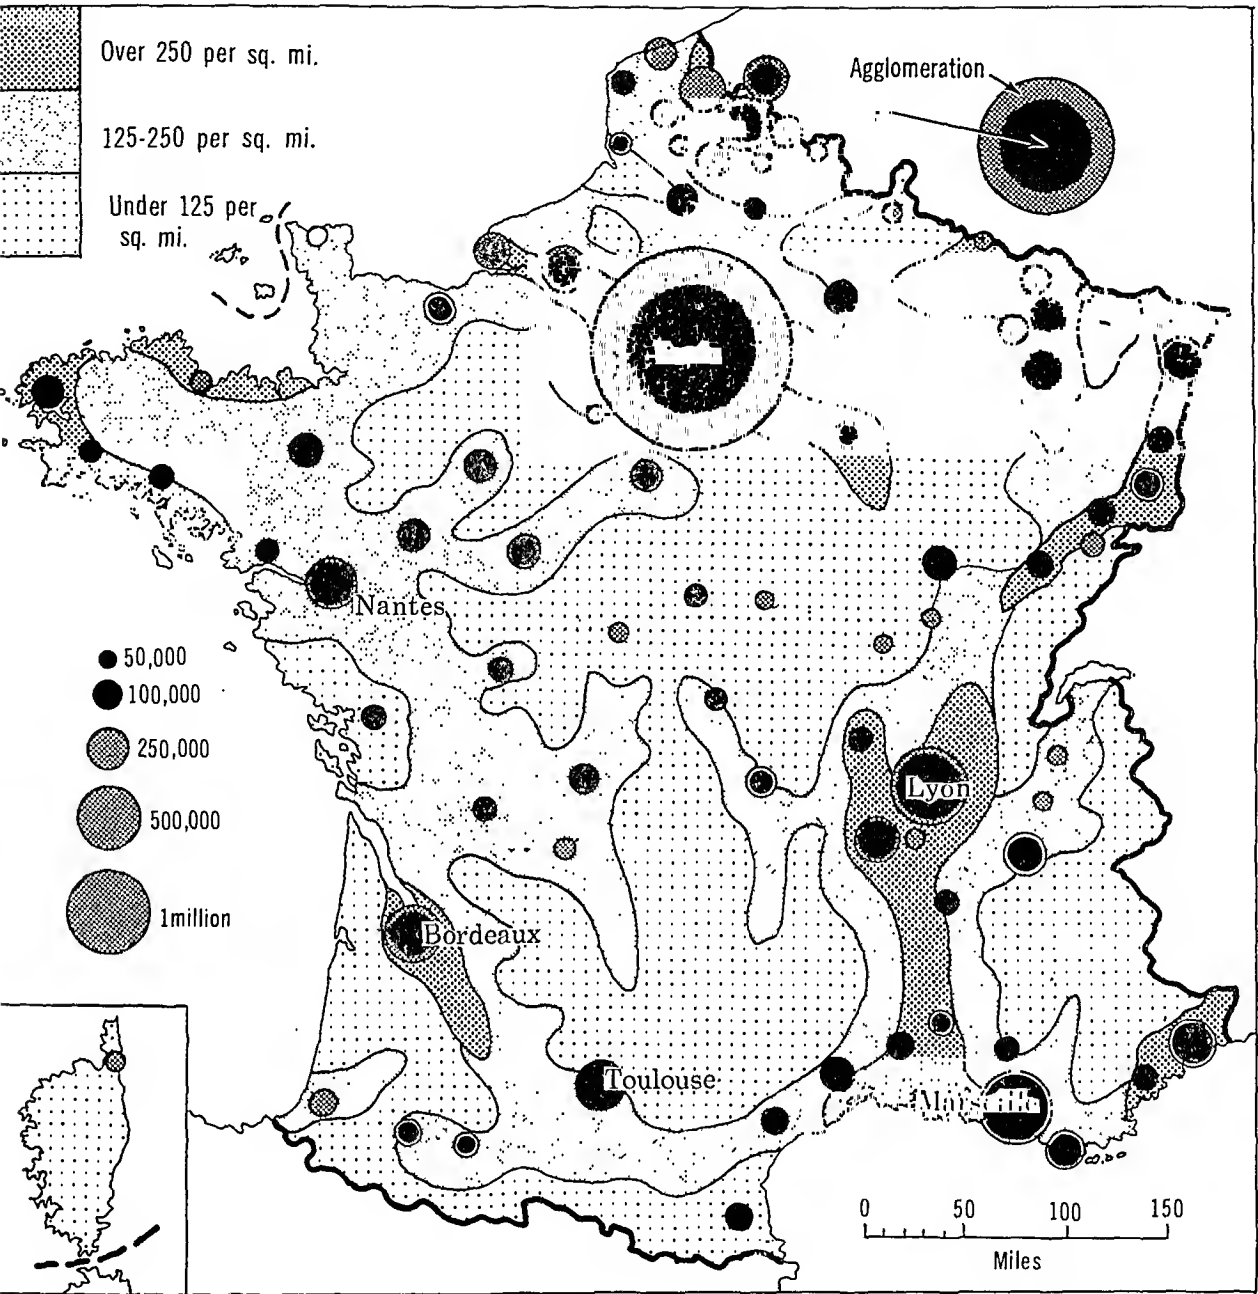 Over 250 per sq. mi.
125-250 per sq. mi.
Under 125 per
sq. mi.
Agglomeration
Nantes
50,000
100,000
250,000
500,000
1million
Lyon
Bordeaux
Toulouse
Marseille
0 50 100 150
Miles